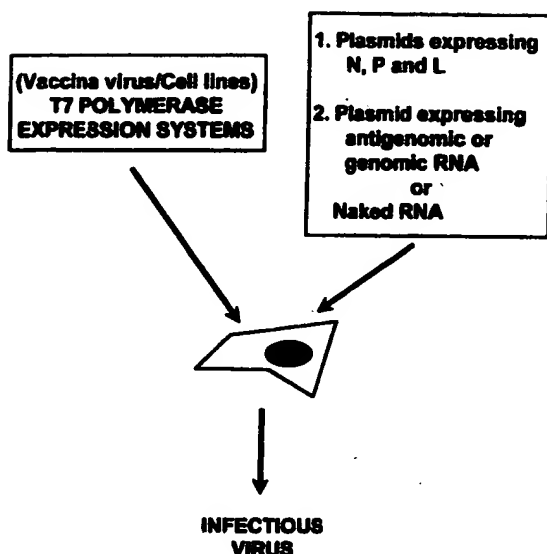 (Vaccina virus/Cell lines)
T7 POLYMERASE
EXPRESSION SYSTEMS
1. Plasmids expressing
N, P and L
2. Plasmid expressing
antigenomic or
genomic RNA
or
Naked RNA
INFECTIOUS
VIRUS